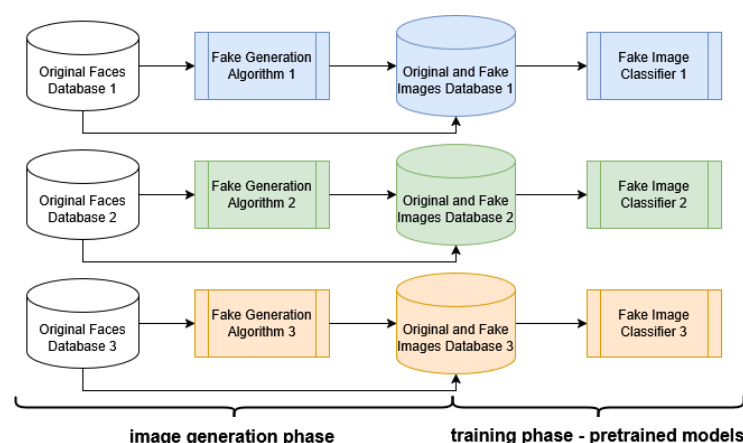 Original Faces
Database 1
Fake Generation
Algorithm 1
Original and Fake
Images Database 1
Fake Image
Classifier 1
Original Faces
Database 2
Fake Generation
Algorithm 2
Original and Fake
Images Database 2
Fake Image
Classifier 2
Original Faces
Database 3
Fake Generation
Algorithm 3
Original and Fake
Images Database 3
Fake Image
Classifier 3
image generation phase
training phase - pretrained models